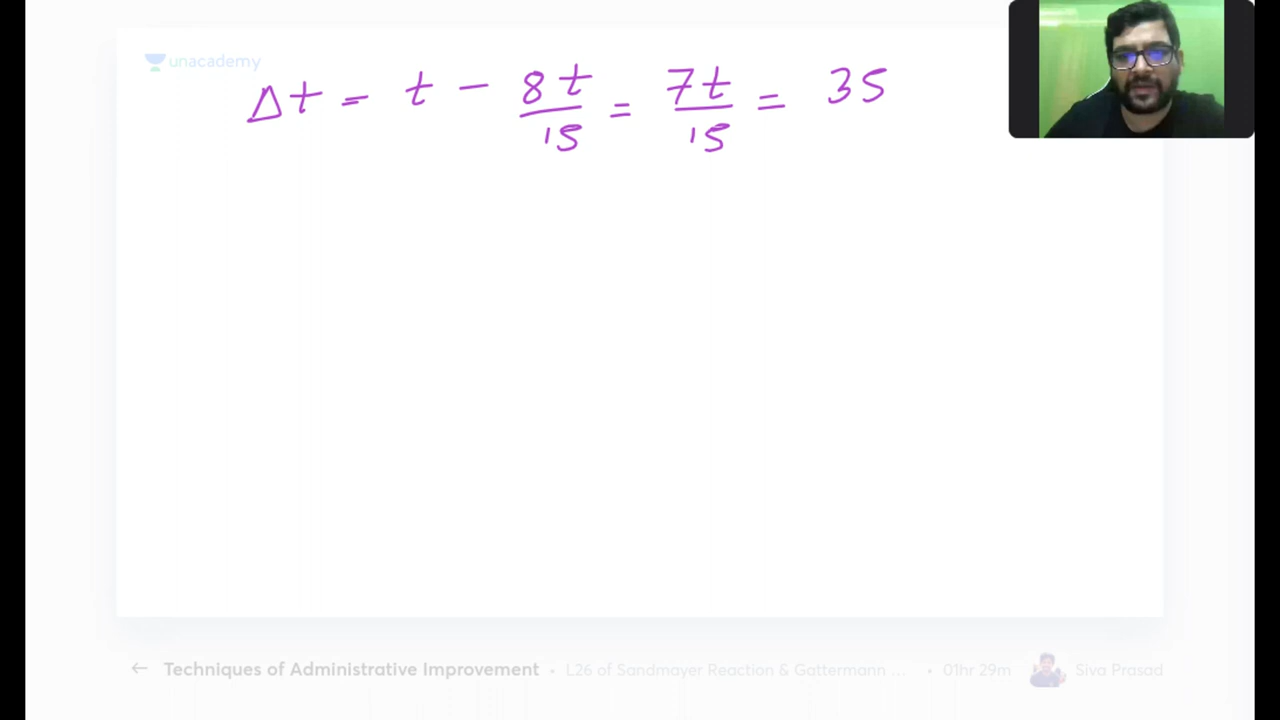 unacademy
Δt = t - 8t/15 = 7t/15 = 35
← Techniques of Administrative Improvement • L26 of Sandmayer Reaction & Gattermann ... • 01hr 29m Siva Prasad